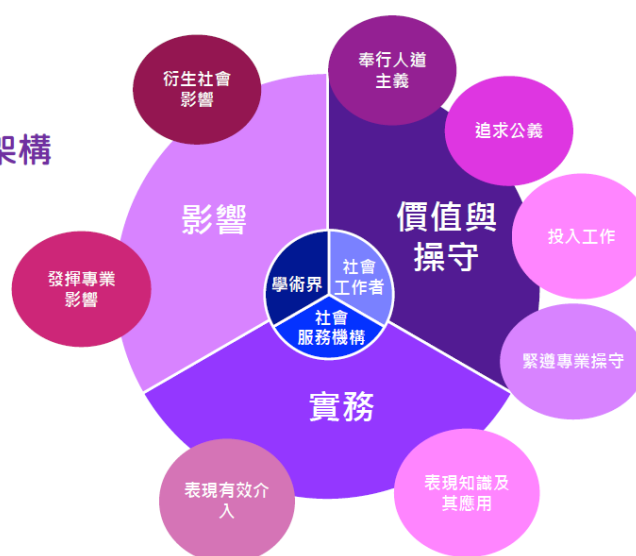 架構
奉行人道
主義
衍生社會
影響
追求公義
影響
價值與
操守
投入工作
發揮專業
影響
學術界
社會
工作者
社會
服務機構
緊遵專業操守
實務
表現有效介
入
表現知識及
其應用